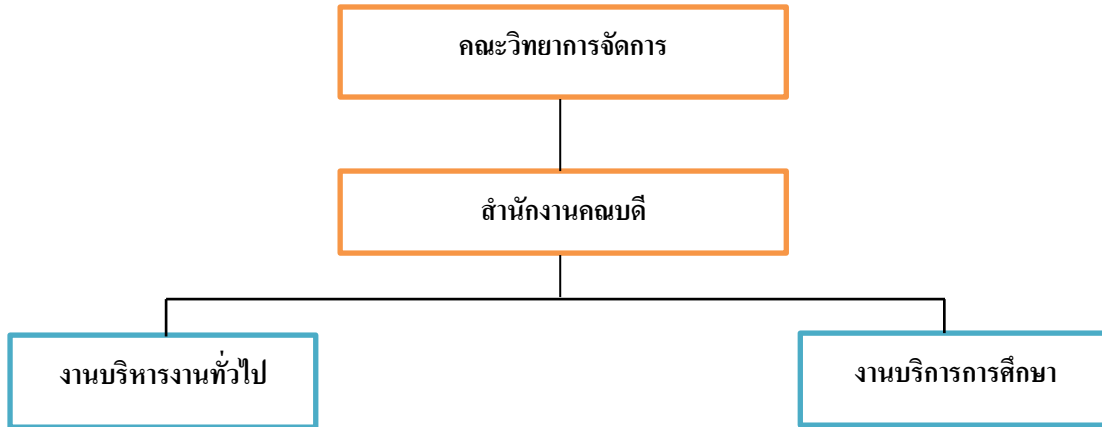 คณะวิทยาการจัดการ
สำนักงานคณบดี
งานบริหารงานทั่วไป
งานบริการการศึกษา